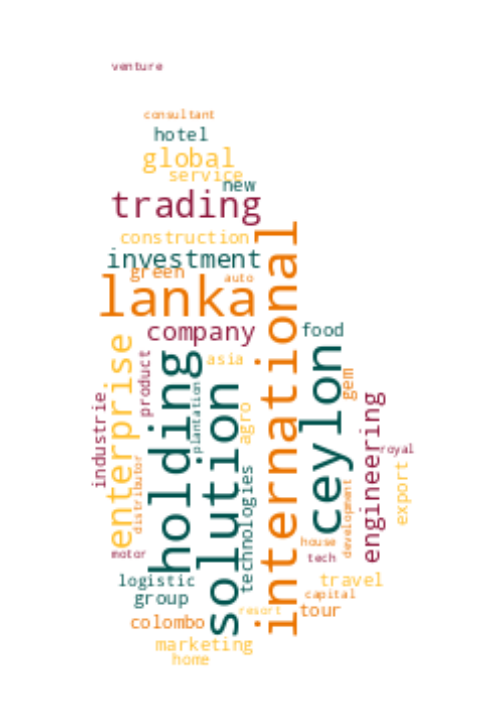 venture
consultant
hotel
global
service
new
trading
construction
investment
green
auto
lanka
international
company
food
enterprise
holding
ceylon
asia
product
gem
plantation
solution
industrie
agro
engineering
royal
distributor
technologies
export
development
house
motor
tech
logistic
travel
group
capital
resort
tour
colombo
marketing
home